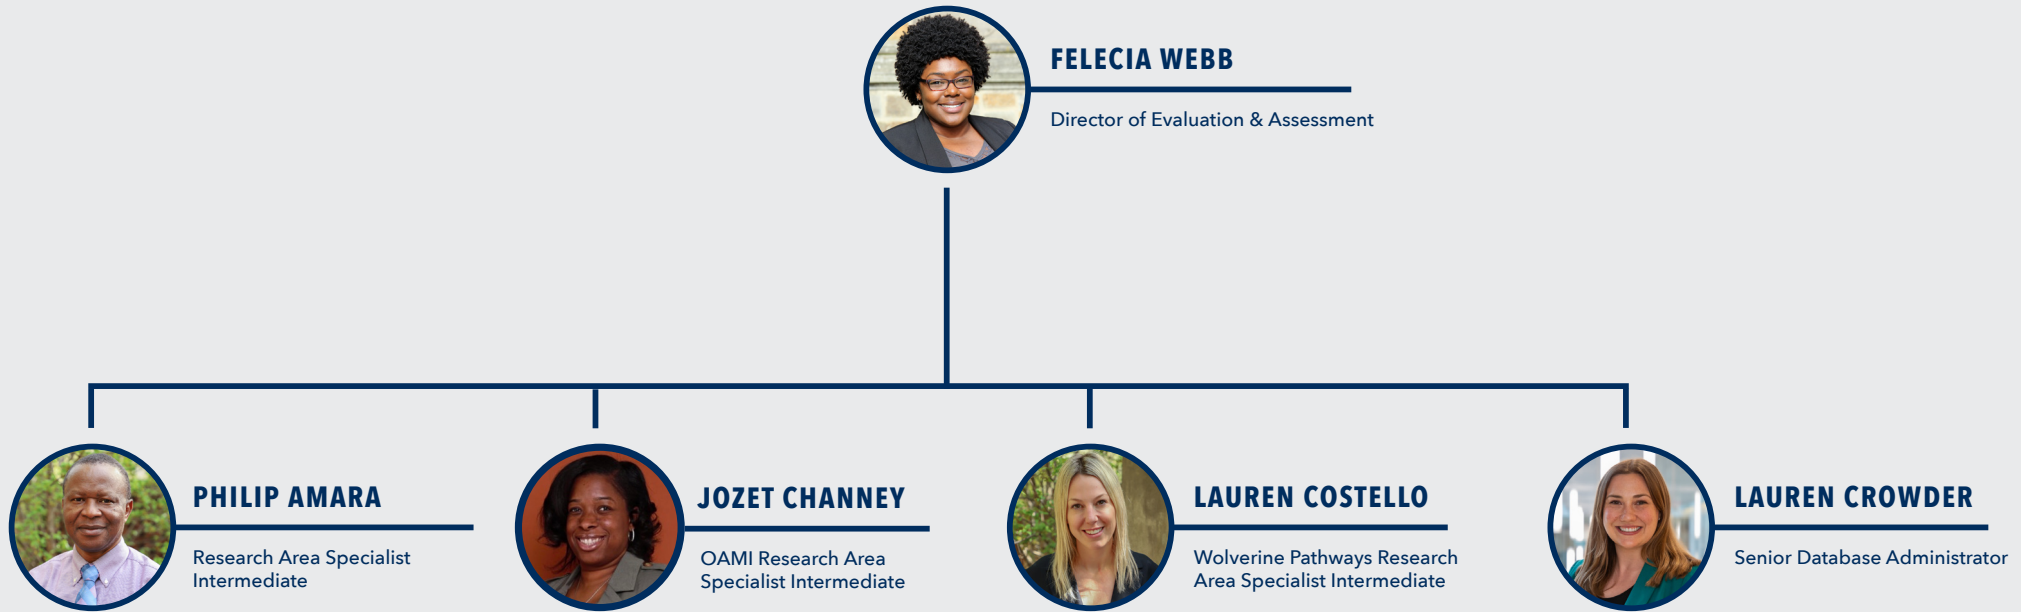 FELECIA WEBB
Director of Evaluation & Assessment
PHILIP AMARA
Research Area Specialist
Intermediate
JOZET CHANNEY
OAMI Research Area
Specialist Intermediate
LAUREN COSTELLO
Wolverine Pathways Research
Area Specialist Intermediate
LAUREN CROWDER
Senior Database Administrator